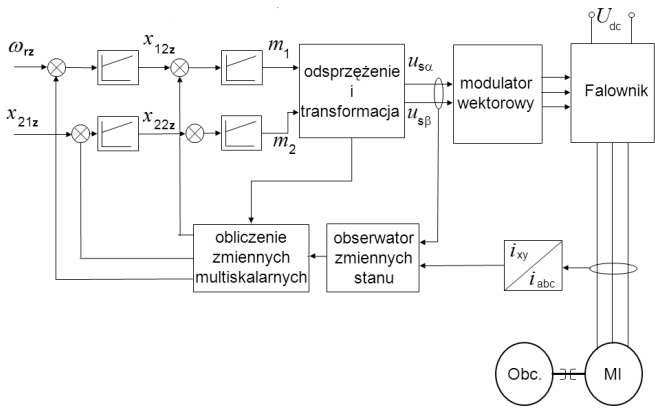 U_dc
ω_rz
x_12z
m_1
odsprzężenie
i
transformacja
u_sα
u_sβ
modulator
wektorowy
Falownik
x_21z
x_22z
m_2
obliczenie
zmiennych
multiskalarnych
obserwator
zmiennych
stanu
i_xy
i_abc
Obc.
MI